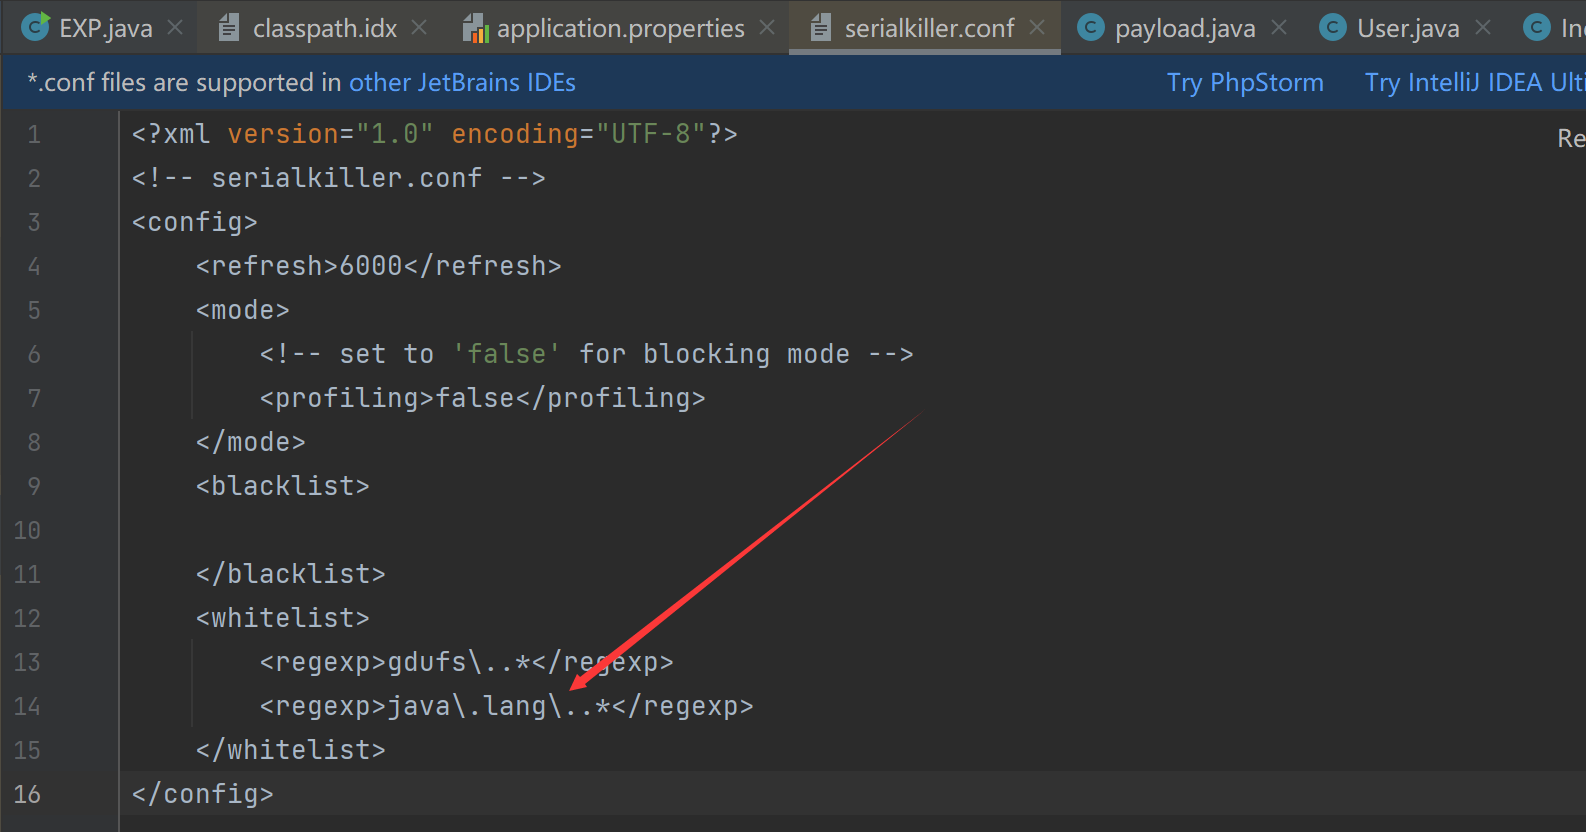 EXP.java classpath.idx application.properties serialkiller.conf payload.java User.java
*.conf files are supported in other JetBrains IDEs Try PhpStorm Try IntelliJ IDEA
1 <?xml version="1.0" encoding="UTF-8"?>
2 <!-- serialkiller.conf -->
3 <config>
4 <refresh>6000</refresh>
5 <mode>
6 <!-- set to 'false' for blocking mode -->
7 <profiling>false</profiling>
8 </mode>
9 <blacklist>
10
11 </blacklist>
12 <whitelist>
13 <regexp>gdufs\..*</regexp>
14 <regexp>java\.lang\..*</regexp>
15 </whitelist>
16 </config>